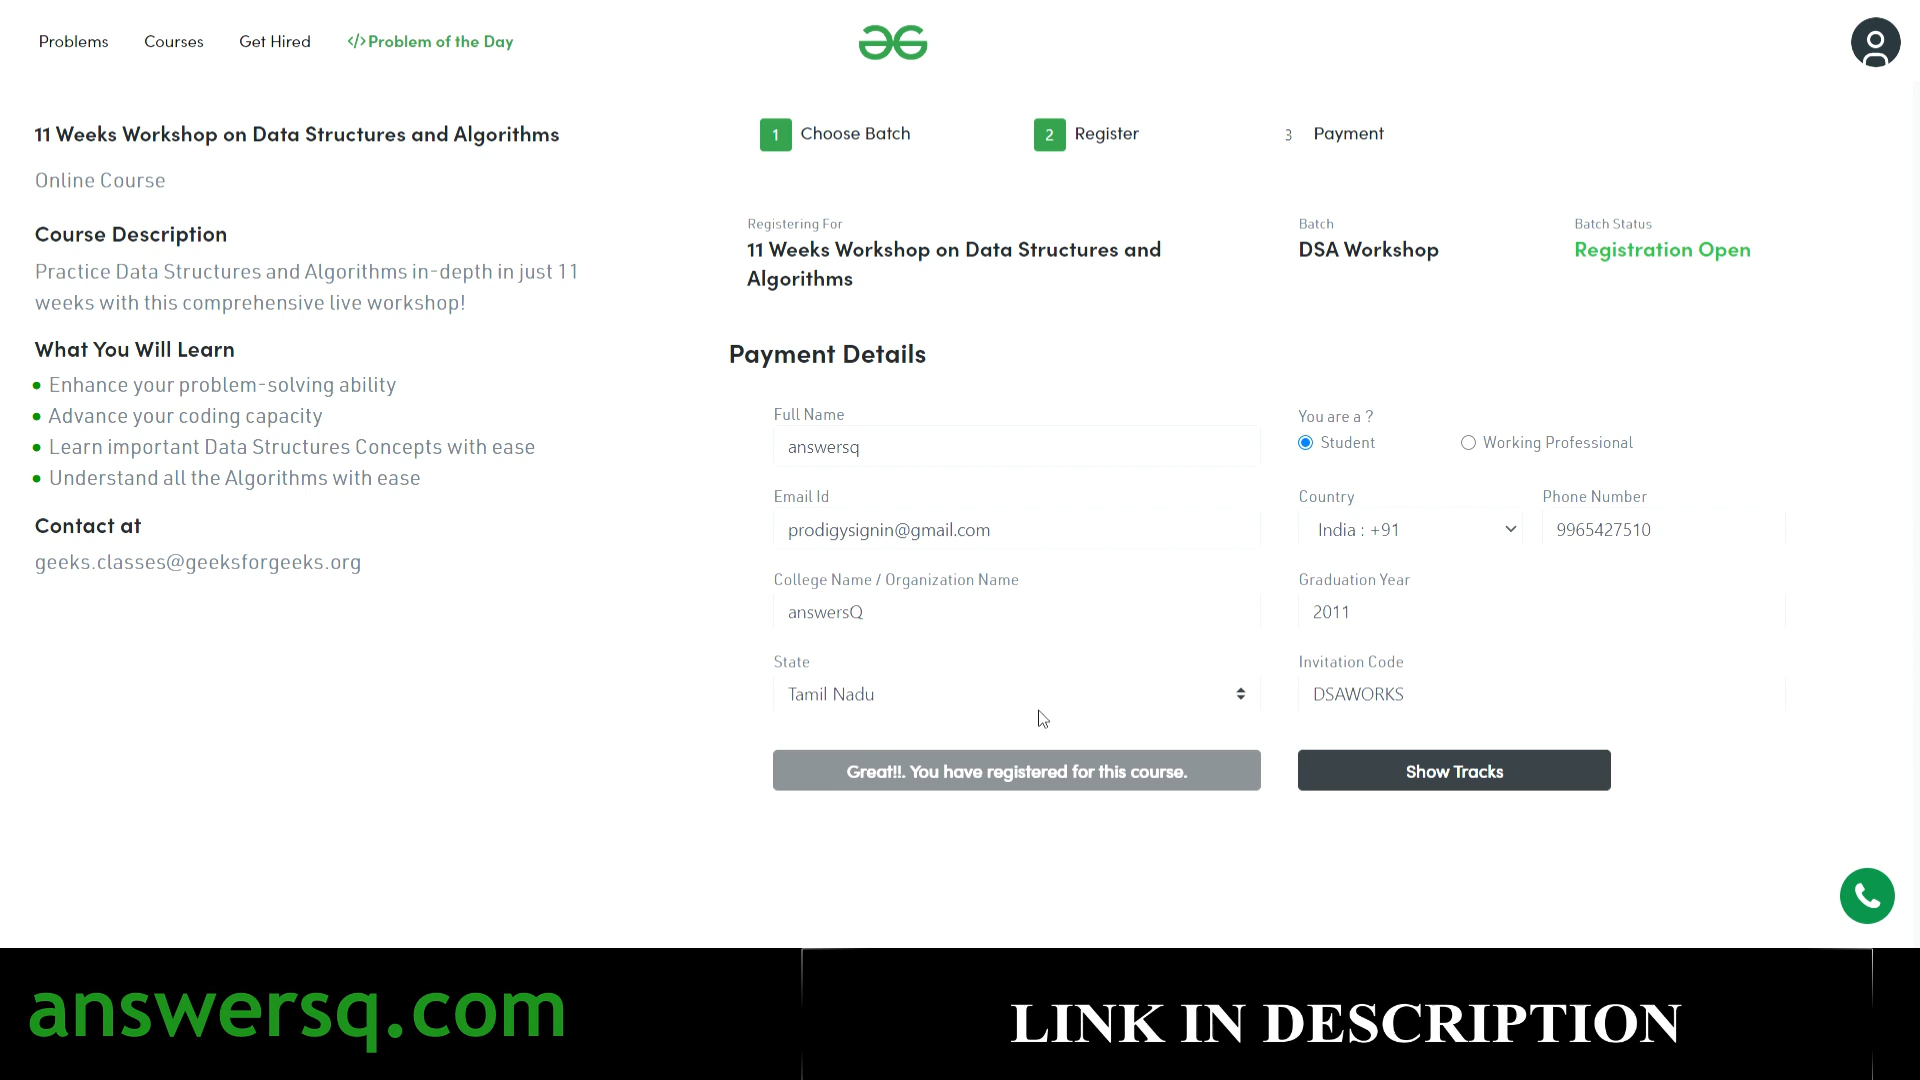 Problems Courses Get Hired </>Problem of the Day
11 Weeks Workshop on Data Structures and Algorithms
Online Course
Course Description
Practice Data Structures and Algorithms in-depth in just 11
weeks with this comprehensive live workshop!
What You Will Learn
Enhance your problem-solving ability
Advance your coding capacity
Learn important Data Structures Concepts with ease
Understand all the Algorithms with ease
Contact at
geeks.classes@geeksforgeeks.org
1 Choose Batch 2 Register 3 Payment
Registering For
11 Weeks Workshop on Data Structures and
Algorithms
Batch
DSA Workshop
Batch Status
Registration Open
Payment Details
Full Name
answersq
You are a ?
Student Working Professional
Email Id
prodigysignin@gmail.com
Country
India : +91
Phone Number
9965427510
College Name / Organization Name
answersQ
Graduation Year
2011
State
Tamil Nadu
Invitation Code
DSAWORKS
Great!!. You have registered for this course.
Show Tracks
answersq.com
LINK IN DESCRIPTION